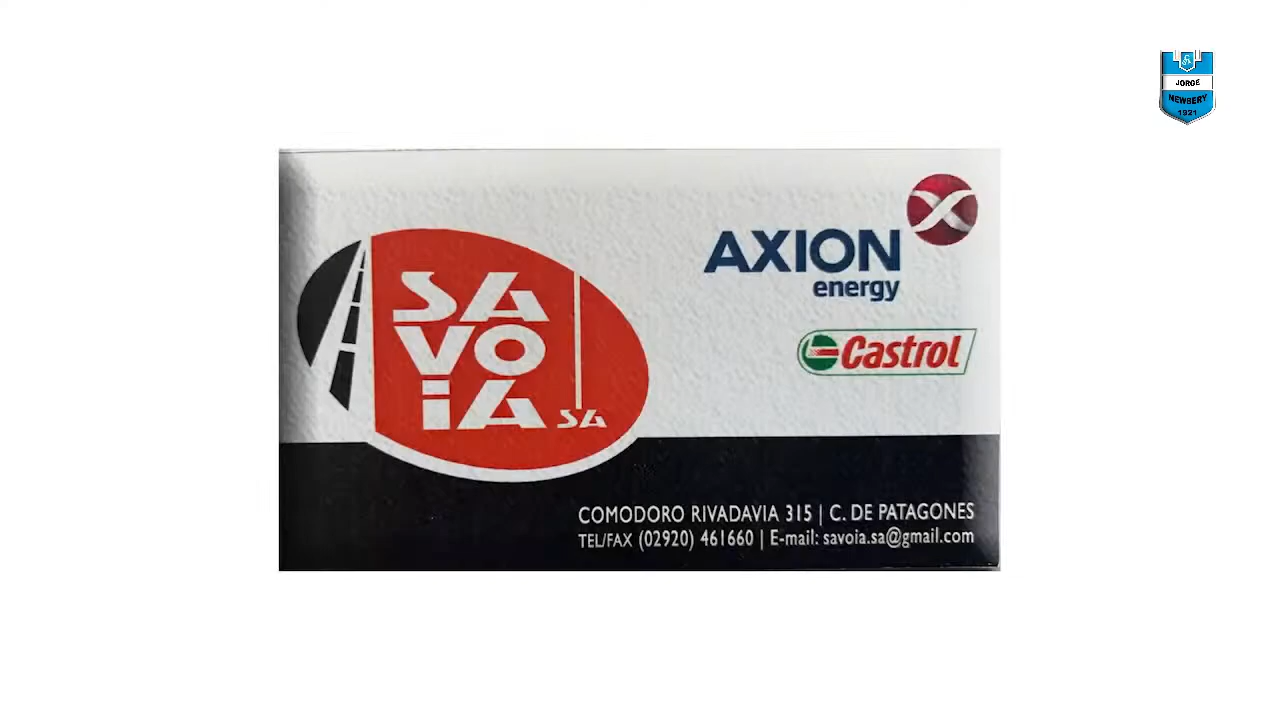 JORGE
NEWBERY
1921
SAVOIA SA
AXION
energy
Castrol
COMODORO RIVADAVIA 315 | C. DE PATAGONES
TEL/FAX (02920) 461660 | E-mail: savoia.sa@gmail.com